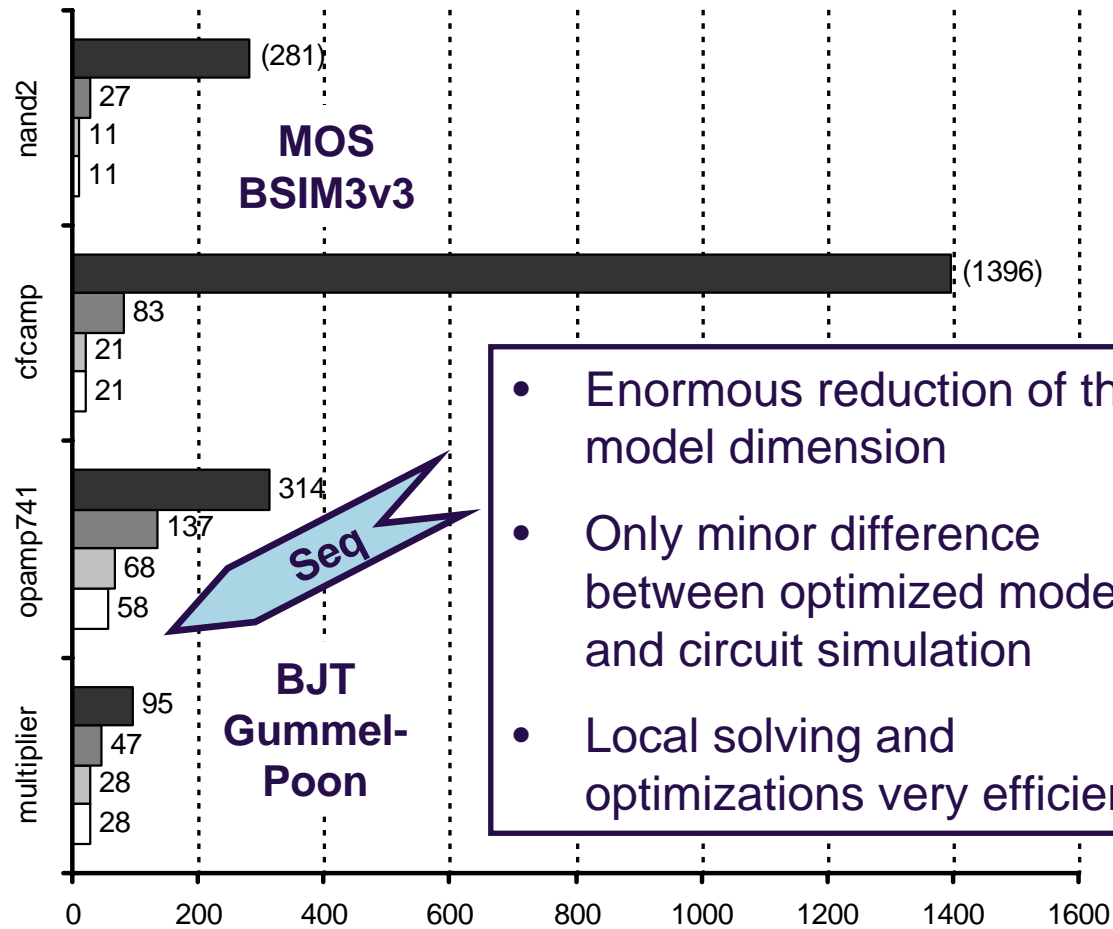 nand2
(281)
27
11
11
MOS
BSIM3v3
cfcamp
(1396)
83
21
21
opamp741
314
137
68
58
Seq
BJT
Gummel-
Poon
multiplier
95
47
28
28
• Enormous reduction of th
model dimension
• Only minor difference
between optimized mode
and circuit simulation
• Local solving and
optimizations very efficie
0 200 400 600 800 1000 1200 1400 1600